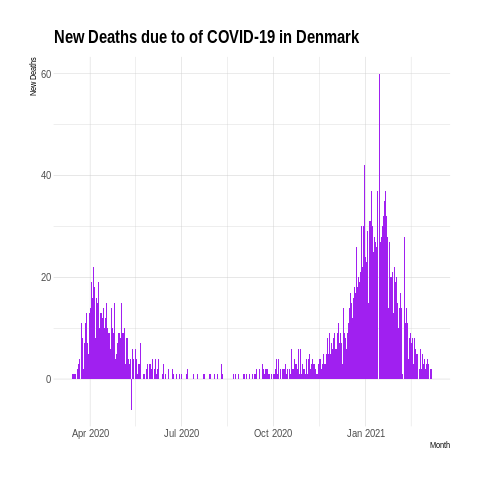 New Deaths due to of COVID-19 in Denmark
New Deaths
60
40
20
0
Apr 2020 Jul 2020 Oct 2020 Jan 2021
Month